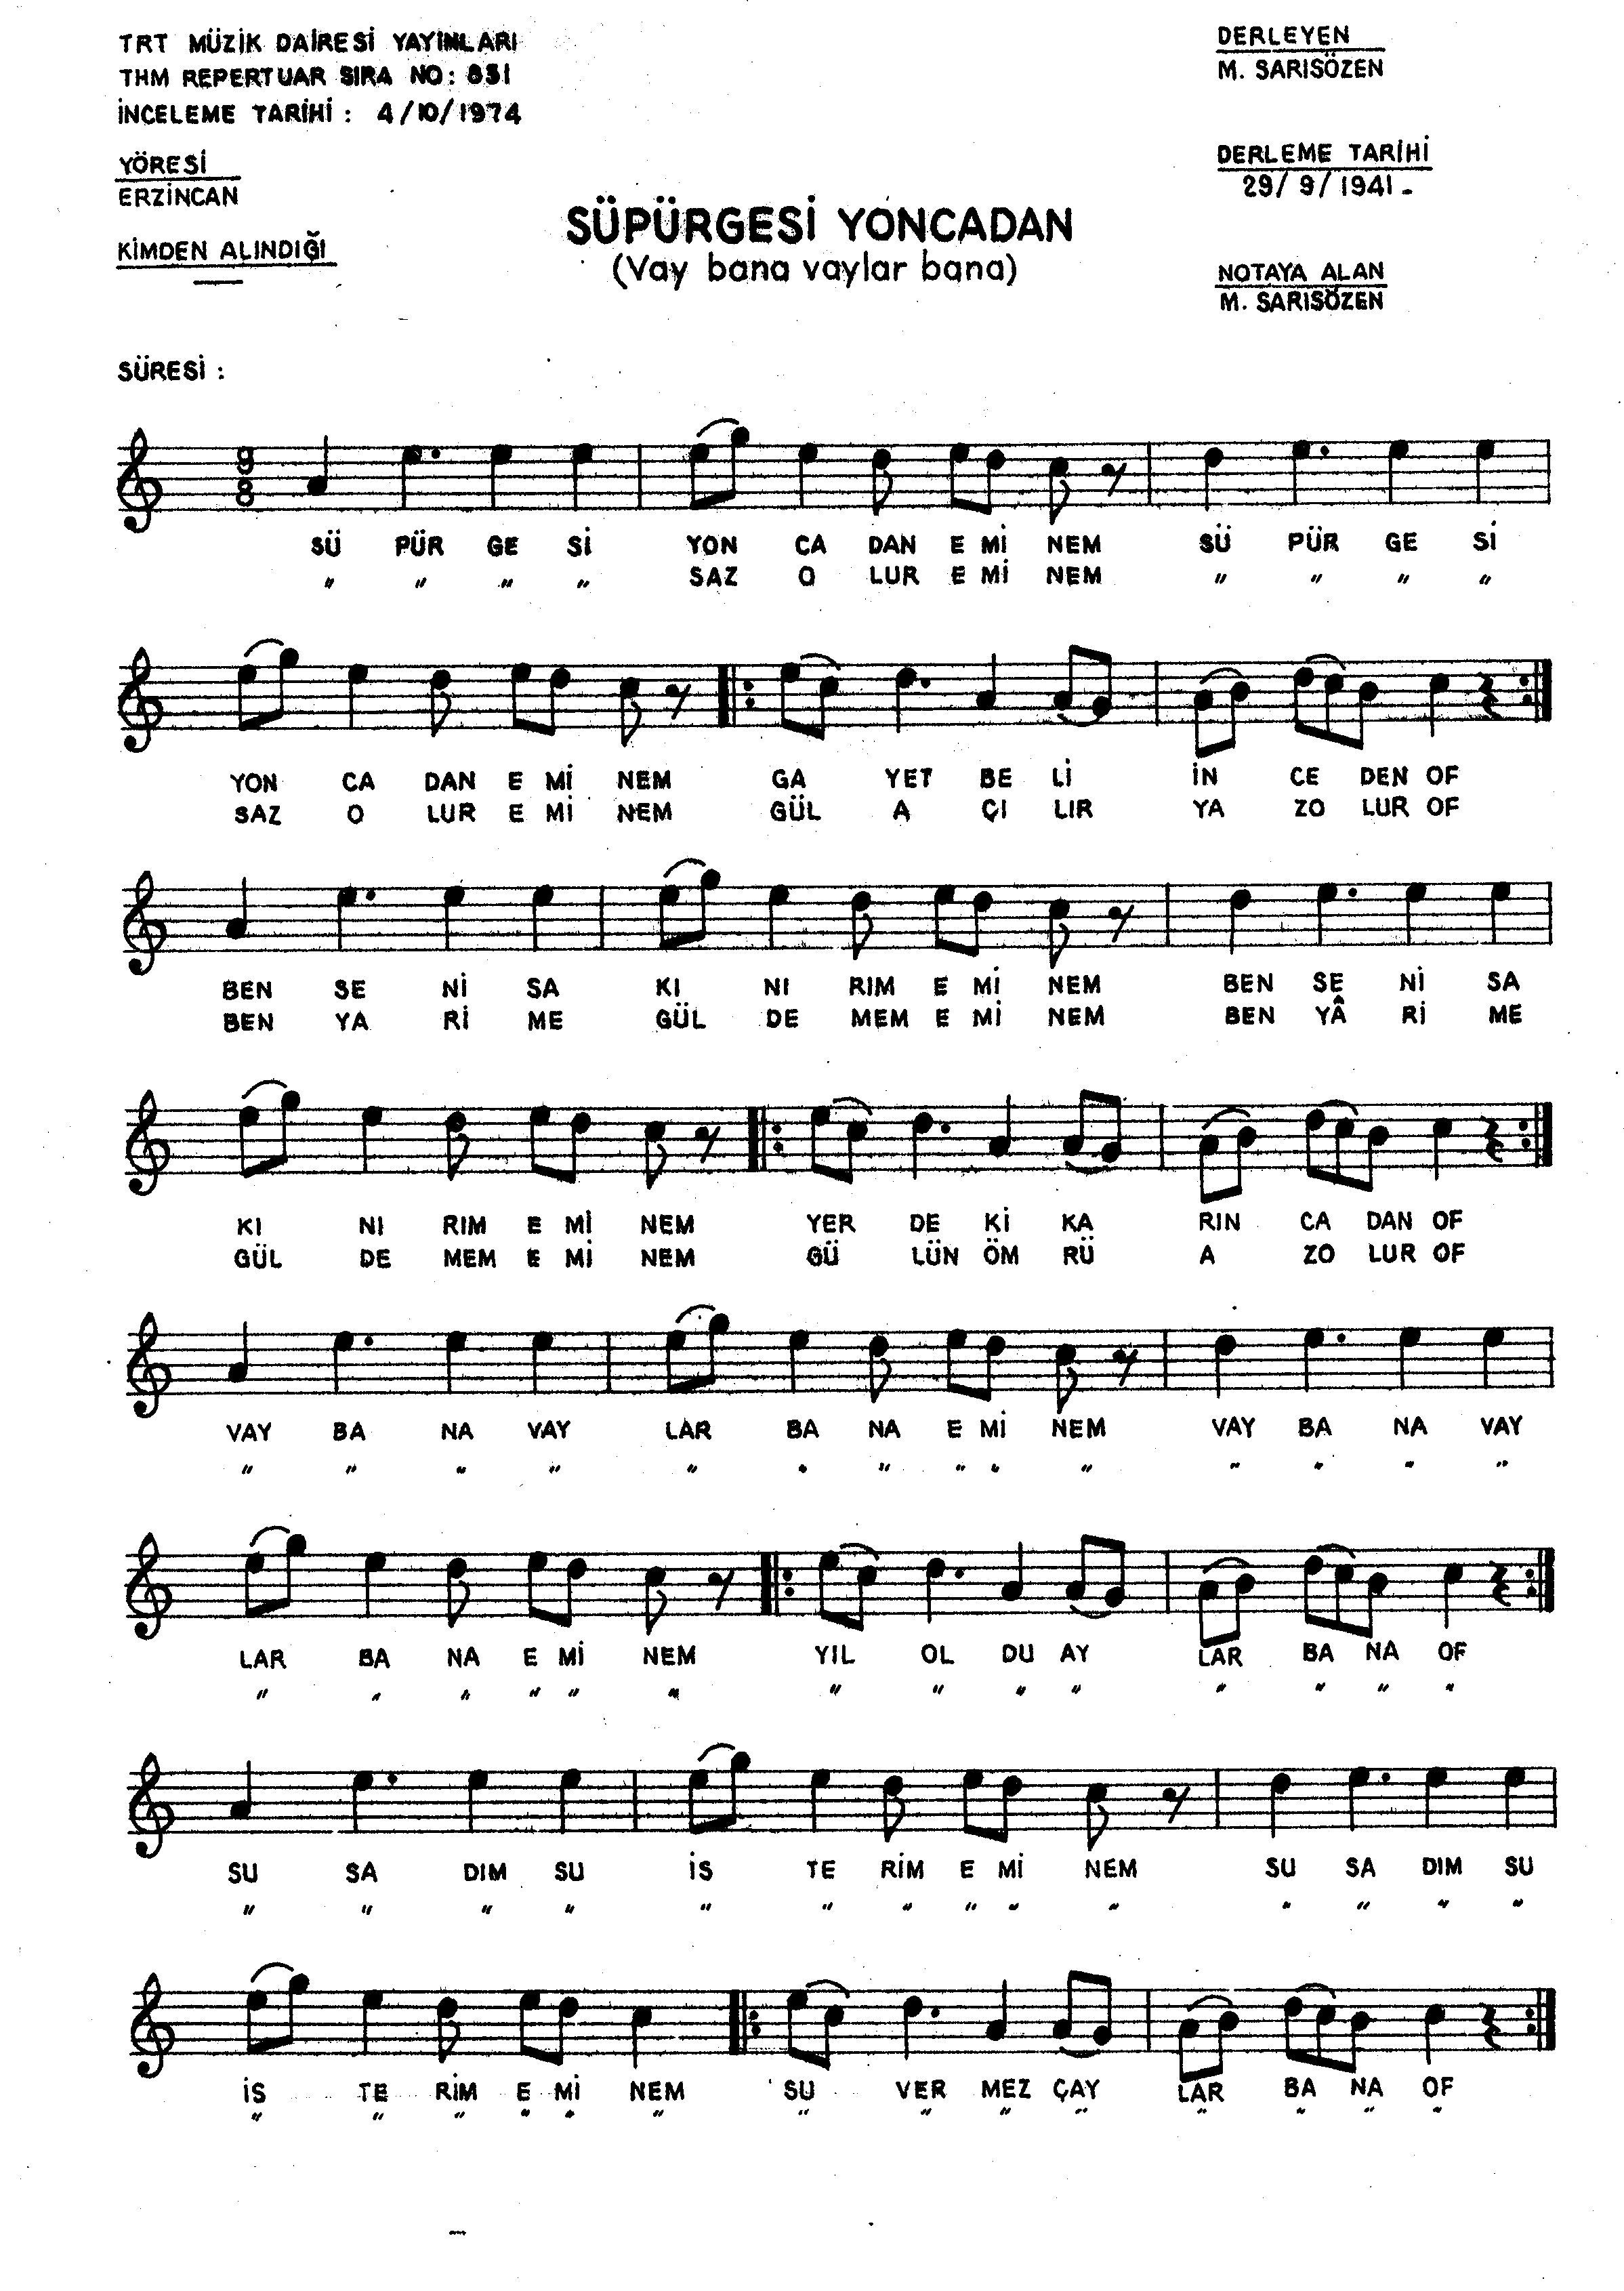 TRT MÜZİK DAİRESİ YAYINLARI
THM REPERTUAR SIRA NO: 851
İNCELEME TARİHİ : 4/10/1974
YÖRESİ
ERZİNCAN
KİMDEN ALINDIĞI
DERLEYEN
M. SARISÖZEN
DERLEME TARİHİ
29/ 9/ 1941 -
NOTAYA ALAN
M. SARISÖZEN
SÜPÜRGESİ YONCADAN
(Vay bana vaylar bana)
SÜRESİ :
9
8
SÜ PÜR GE Sİ YON CA DAN E Mİ NEM SÜ PÜR GE Sİ
" " " " SAZ O LUR E Mİ NEM " " " "
YON CA DAN E Mİ NEM GA YET BE Lİ İN CE DEN OF
SAZ O LUR E Mİ NEM GÜL A ÇI LIR YA ZO LUR OF
BEN SE Nİ SA KI NI RIM E Mİ NEM BEN SE Nİ SA
BEN YA Rİ ME GÜL DE MEM E Mİ NEM BEN YÂ Rİ ME
KI NI RIM E Mİ NEM YER DE Kİ KA RIN CA DAN OF
GÜL DE MEM E Mİ NEM GÜ LÜN ÖM RÜ A ZO LUR OF
VAY BA NA VAY LAR BA NA E Mİ NEM VAY BA NA VAY
" " " " " " " " " " " " " "
LAR BA NA E Mİ NEM YIL OL DU AY LAR BA NA OF
" " " " " " " " " " " " " "
SU SA DIM SU İS TE RİM E Mİ NEM SU SA DIM SU
" " " " " " " " " " " " " "
İS TE RİM E Mİ NEM SU VER MEZ ÇAY LAR BA NA OF
" " " " " " " " " " " " " "